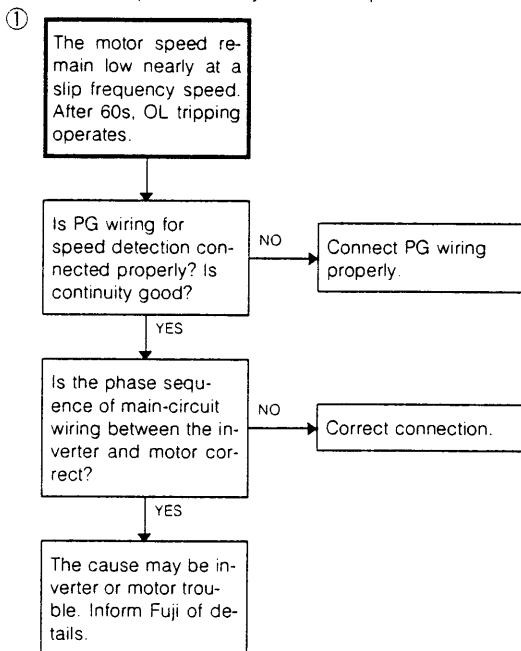 ①
The motor speed re-
main low nearly at a
slip frequency speed.
After 60s, OL tripping
operates.
Is PG wiring for
speed detection con-
nected properly? Is
continuity good?
NO
Connect PG wiring
properly.
YES
Is the phase sequ-
ence of main-circuit
wiring between the in-
verter and motor cor-
rect?
NO
Correct connection.
YES
The cause may be in-
verter or motor trou-
ble. Inform Fuji of de-
tails.